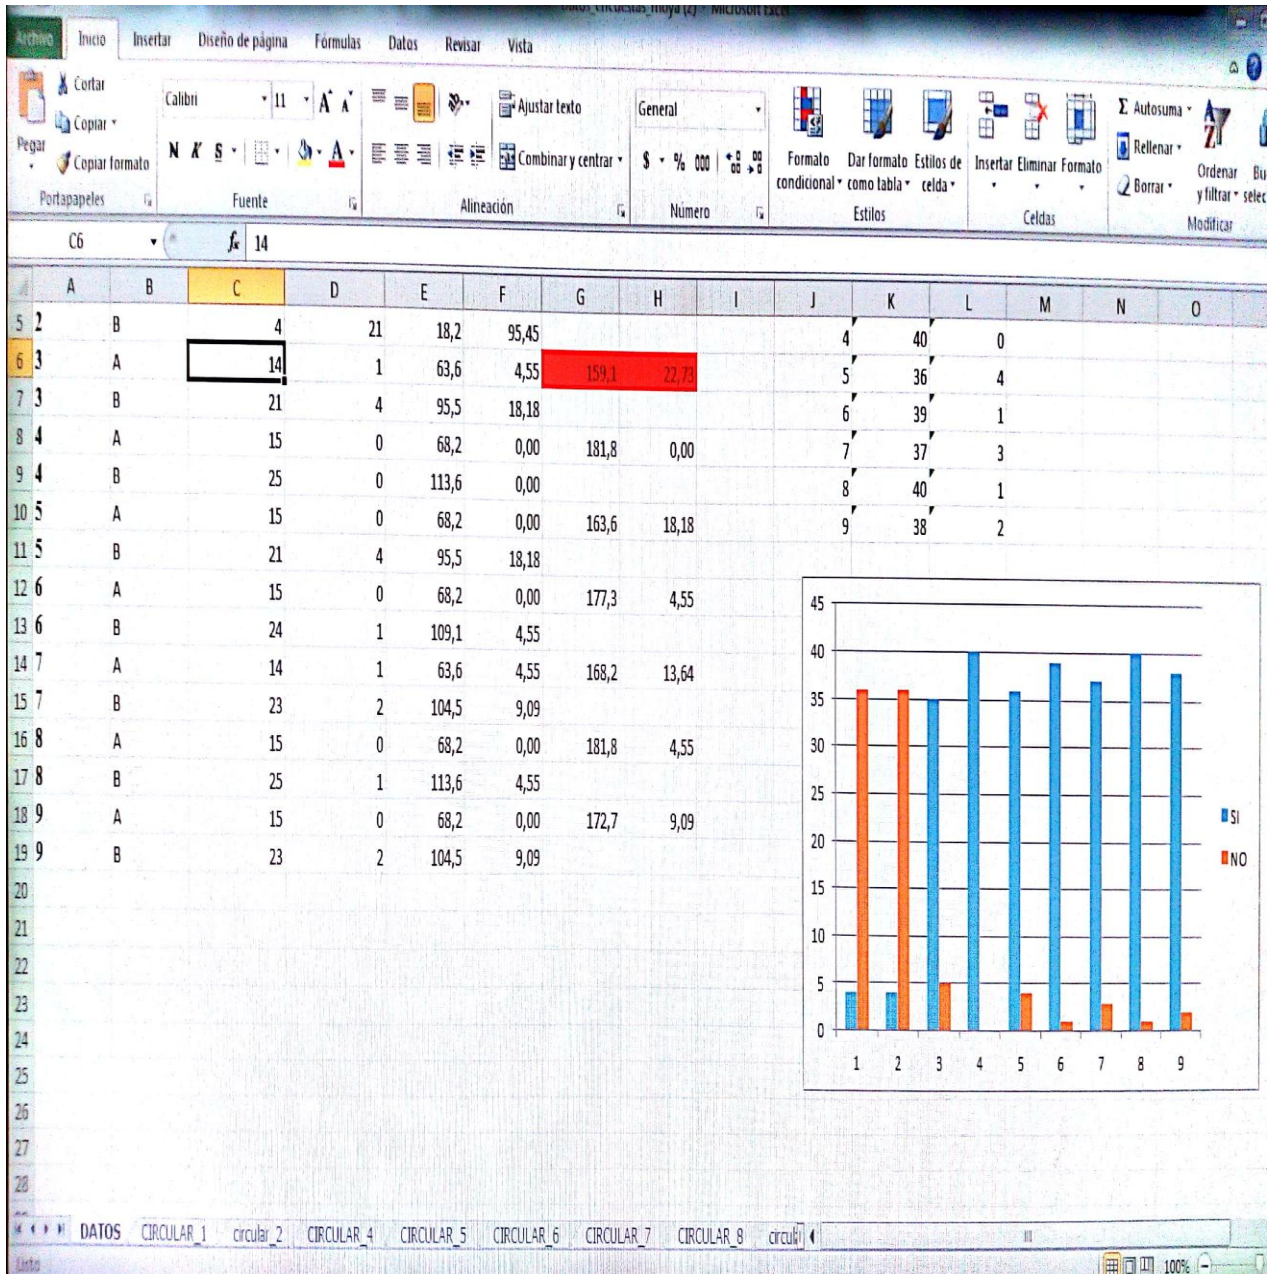 Datos_encuestas_moya (2) - Microsoft Excel
Archivo Inicio Insertar Diseño de página Fórmulas Datos Revisar Vista
Pegar
Cortar
Copiar
Copiar formato
Portapapeles
Calibri 11 A A
N K S A
Fuente
Ajustar texto
Combinar y centrar
Alineación
General
$ % 000
Número
Formato condicional
Dar formato como tabla
Estilos de celda
Estilos
Insertar Eliminar Formato
Celdas
Σ Autosuma
Rellenar
Borrar
Ordenar y filtrar
Bu
selec
Modificar
C6 fx 14
A B C D E F G H I J K L M N O
5 2 B 4 21 18,2 95,45 4 40 0
6 3 A 14 1 63,6 4,55 159,1 22,73 5 36 4
7 3 B 21 4 95,5 18,18 6 39 1
8 4 A 15 0 68,2 0,00 181,8 0,00 7 37 3
9 4 B 25 0 113,6 0,00 8 40 1
10 5 A 15 0 68,2 0,00 163,6 18,18 9 38 2
11 5 B 21 4 95,5 18,18
12 6 A 15 0 68,2 0,00 177,3 4,55
13 6 B 24 1 109,1 4,55
14 7 A 14 1 63,6 4,55 168,2 13,64
15 7 B 23 2 104,5 9,09
16 8 A 15 0 68,2 0,00 181,8 4,55
17 8 B 25 1 113,6 4,55
18 9 A 15 0 68,2 0,00 172,7 9,09
19 9 B 23 2 104,5 9,09
20
21
22
23
24
25
26
27
28
45
40
35
30
25
20
15
10
5
0
1 2 3 4 5 6 7 8 9
SI
NO
DATOS CIRCULAR_1 circular_2 CIRCULAR_4 CIRCULAR_5 CIRCULAR_6 CIRCULAR_7 CIRCULAR_8 circul
Listo 100%